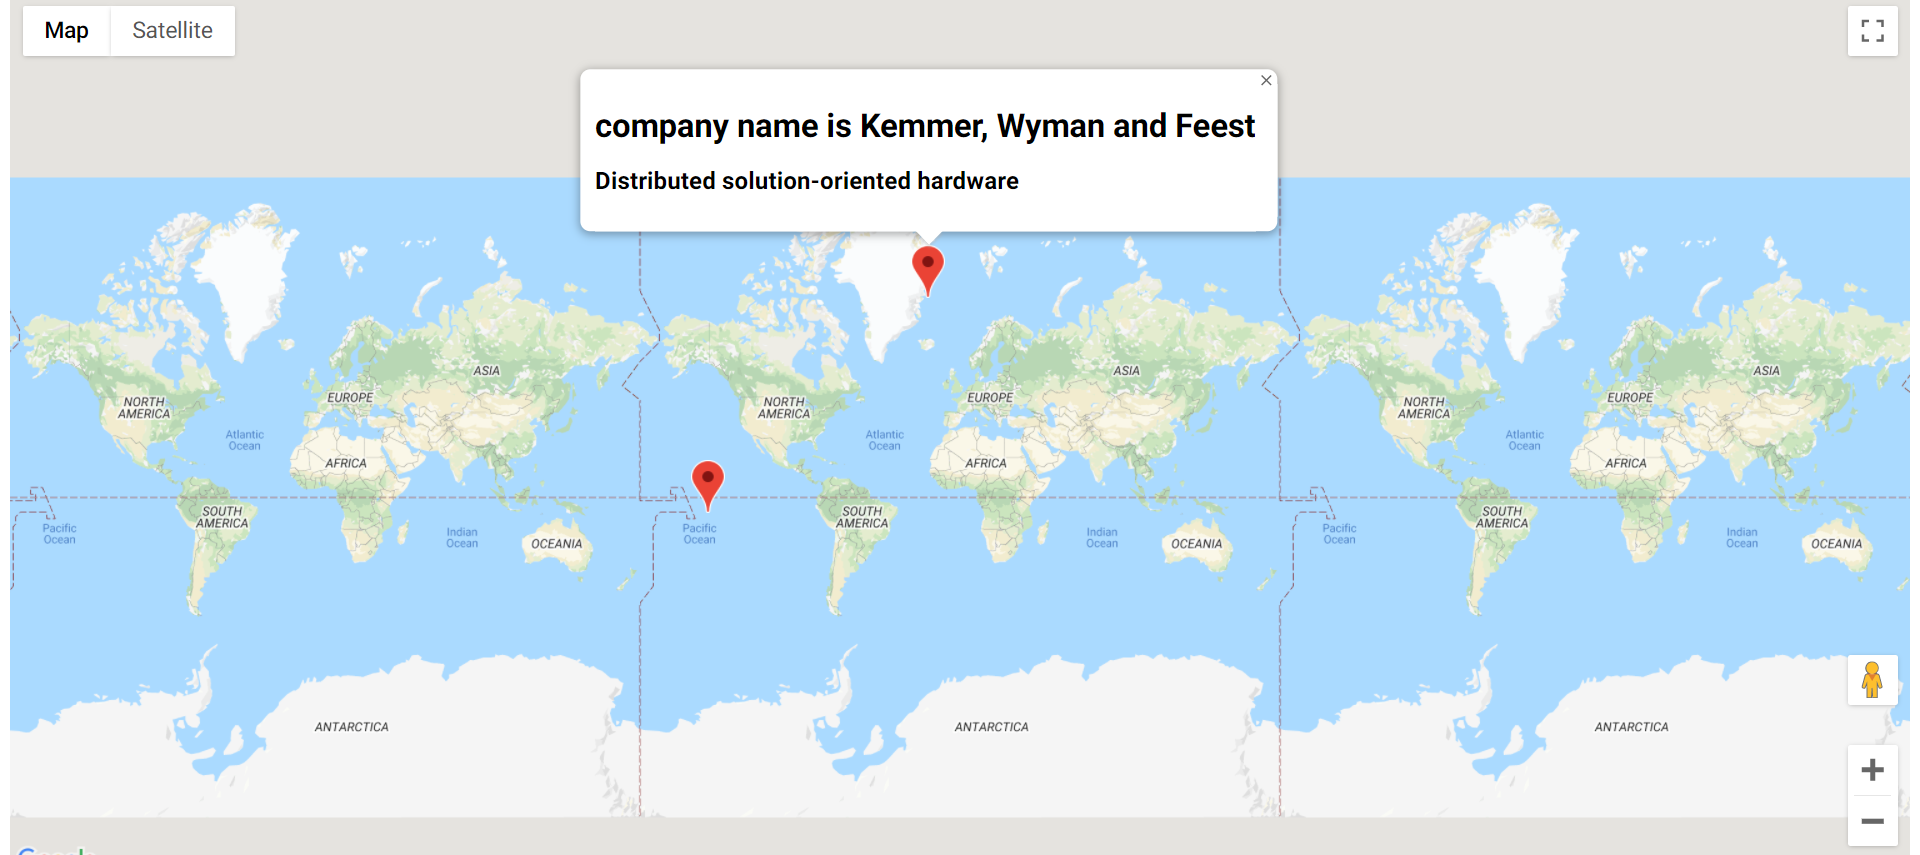 Map
Satellite
company name is Kemmer, Wyman and Feest
Distributed solution-oriented hardware
ASIA
ASIA
ASIA
NORTH
AMERICA
EUROPE
NORTH
AMERICA
EUROPE
NORTH
AMERICA
EUROPE
Atlantic
Ocean
Atlantic
Ocean
Atlantic
Ocean
AFRICA
AFRICA
AFRICA
SOUTH
AMERICA
SOUTH
AMERICA
SOUTH
AMERICA
Pacific
Ocean
Indian
Ocean
OCEANIA
Pacific
Ocean
Indian
Ocean
OCEANIA
Pacific
Ocean
Indian
Ocean
OCEANIA
ANTARCTICA
ANTARCTICA
ANTARCTICA